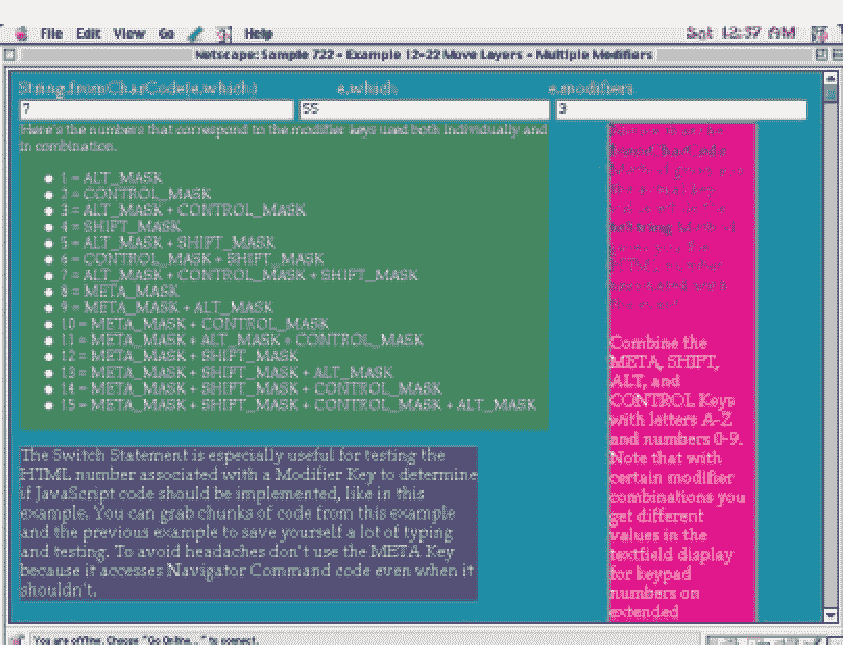 File Edit View Go Help Sat 12:37 AM
Netscape: Sample 722 - Example 12-22 Move Layers - Multiple Modifiers
String.fromCharCode(e.which) e.which e.modifiers
7 55 3
Here's the numbers that correspond to the modifier keys used both individually and
in combination.
1 = ALT_MASK
2 = CONTROL_MASK
3 = ALT_MASK + CONTROL_MASK
4 = SHIFT_MASK
5 = ALT_MASK + SHIFT_MASK
6 = CONTROL_MASK + SHIFT_MASK
7 = ALT_MASK + CONTROL_MASK + SHIFT_MASK
8 = META_MASK
9 = META_MASK + ALT_MASK
10 = META_MASK + CONTROL_MASK
11 = META_MASK + ALT_MASK + CONTROL_MASK
12 = META_MASK + SHIFT_MASK
13 = META_MASK + SHIFT_MASK + ALT_MASK
14 = META_MASK + SHIFT_MASK + CONTROL_MASK
15 = META_MASK + SHIFT_MASK + CONTROL_MASK + ALT_MASK
The Switch Statement is especially useful for testing the
HTML number associated with a Modifier Key to determine
if JavaScript code should be implemented, like in this
example. You can grab chunks of code from this example
and the previous example to save yourself a lot of typing
and testing. To avoid headaches don't use the META Key
because it accesses Navigator Command code even when it
shouldn't.
Combine the
META, SHIFT,
ALT, and
CONTROL Keys
with letters A-Z
and numbers 0-9.
Note that with
certain modifier
combinations you
get different
values in the
textfield display
for keypad
numbers on
extended
You are offline. Choose "Go Online..." to connect.